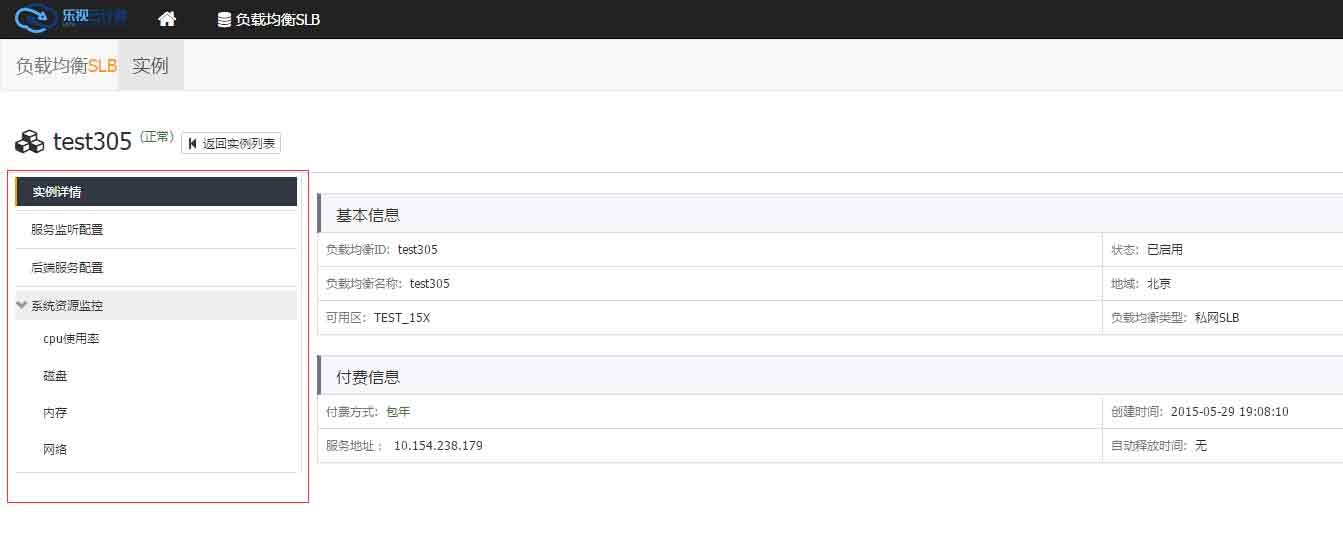 乐视云计算 负载均衡SLB
负载均衡SLB 实例
test305 (正常) 返回实例列表
实例详情
服务监听配置
后端服务配置
系统资源监控
cpu使用率
磁盘
内存
网络
基本信息
负载均衡ID: test305 状态: 已启用
负载均衡名称: test305 地域: 北京
可用区: TEST_15X 负载均衡类型: 私网SLB
付费信息
付费方式: 包年 创建时间: 2015-05-29 19:08:10
服务地址 : 10.154.238.179 自动释放时间: 无